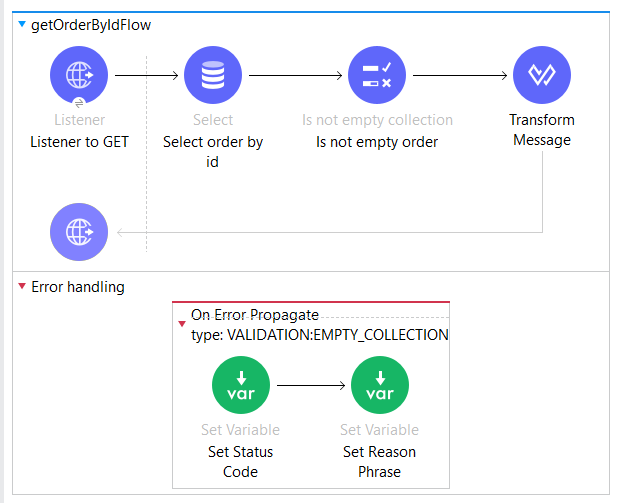 getOrderByIdFlow
Listener
Select
Is not empty collection
Transform
Listener to GET
Select order by
Is not empty order
Message
id
Error handling
On Error Propagate
type: VALIDATION:EMPTY_COLLECTION
var
var
Set Variable
Set Variable
Set Status
Set Reason
Code
Phrase